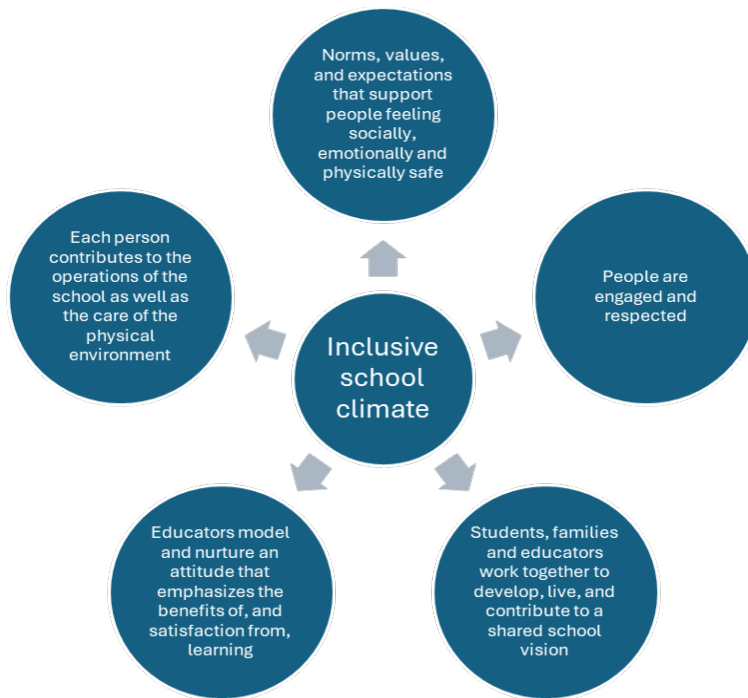 Norms, values,
and expectations
that support
people feeling
socially,
emotionally and
physically safe
Each person
contributes to the
operations of the
school as well as
the care of the
physical
environment
People are
engaged and
respected
Inclusive
school
climate
Educators model
and nurture an
attitude that
emphasizes the
benefits of, and
satisfaction from,
learning
Students, families
and educators
work together to
develop, live, and
contribute to a
shared school
vision